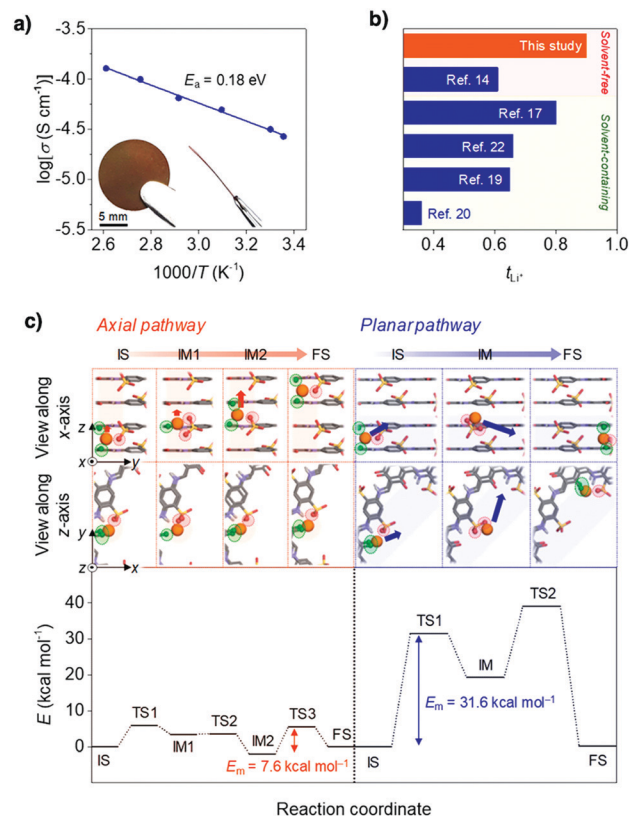 a)
log[σ (S cm⁻¹)]
-3.5
-4.0
-4.5
-5.0
-5.5
Eₐ = 0.18 eV
5 mm
2.6 2.8 3.0 3.2 3.4
1000/T (K⁻¹)
b)
This study
Ref. 14
Ref. 17
Ref. 22
Ref. 19
Ref. 20
Solvent-free
Solvent-containing
0.4 0.6 0.8 1.0
t_Li⁺
c)
Axial pathway
Planar pathway
IS IM1 IM2 FS IS IM FS
View along
x-axis
z
x y
View along
z-axis
y
z x
E (kcal mol⁻¹)
40
30
20
10
0
IS
TS1
IM1
TS2
IM2
TS3
FS
Eₘ = 7.6 kcal mol⁻¹
IS
TS1
IM
TS2
FS
Eₘ = 31.6 kcal mol⁻¹
Reaction coordinate